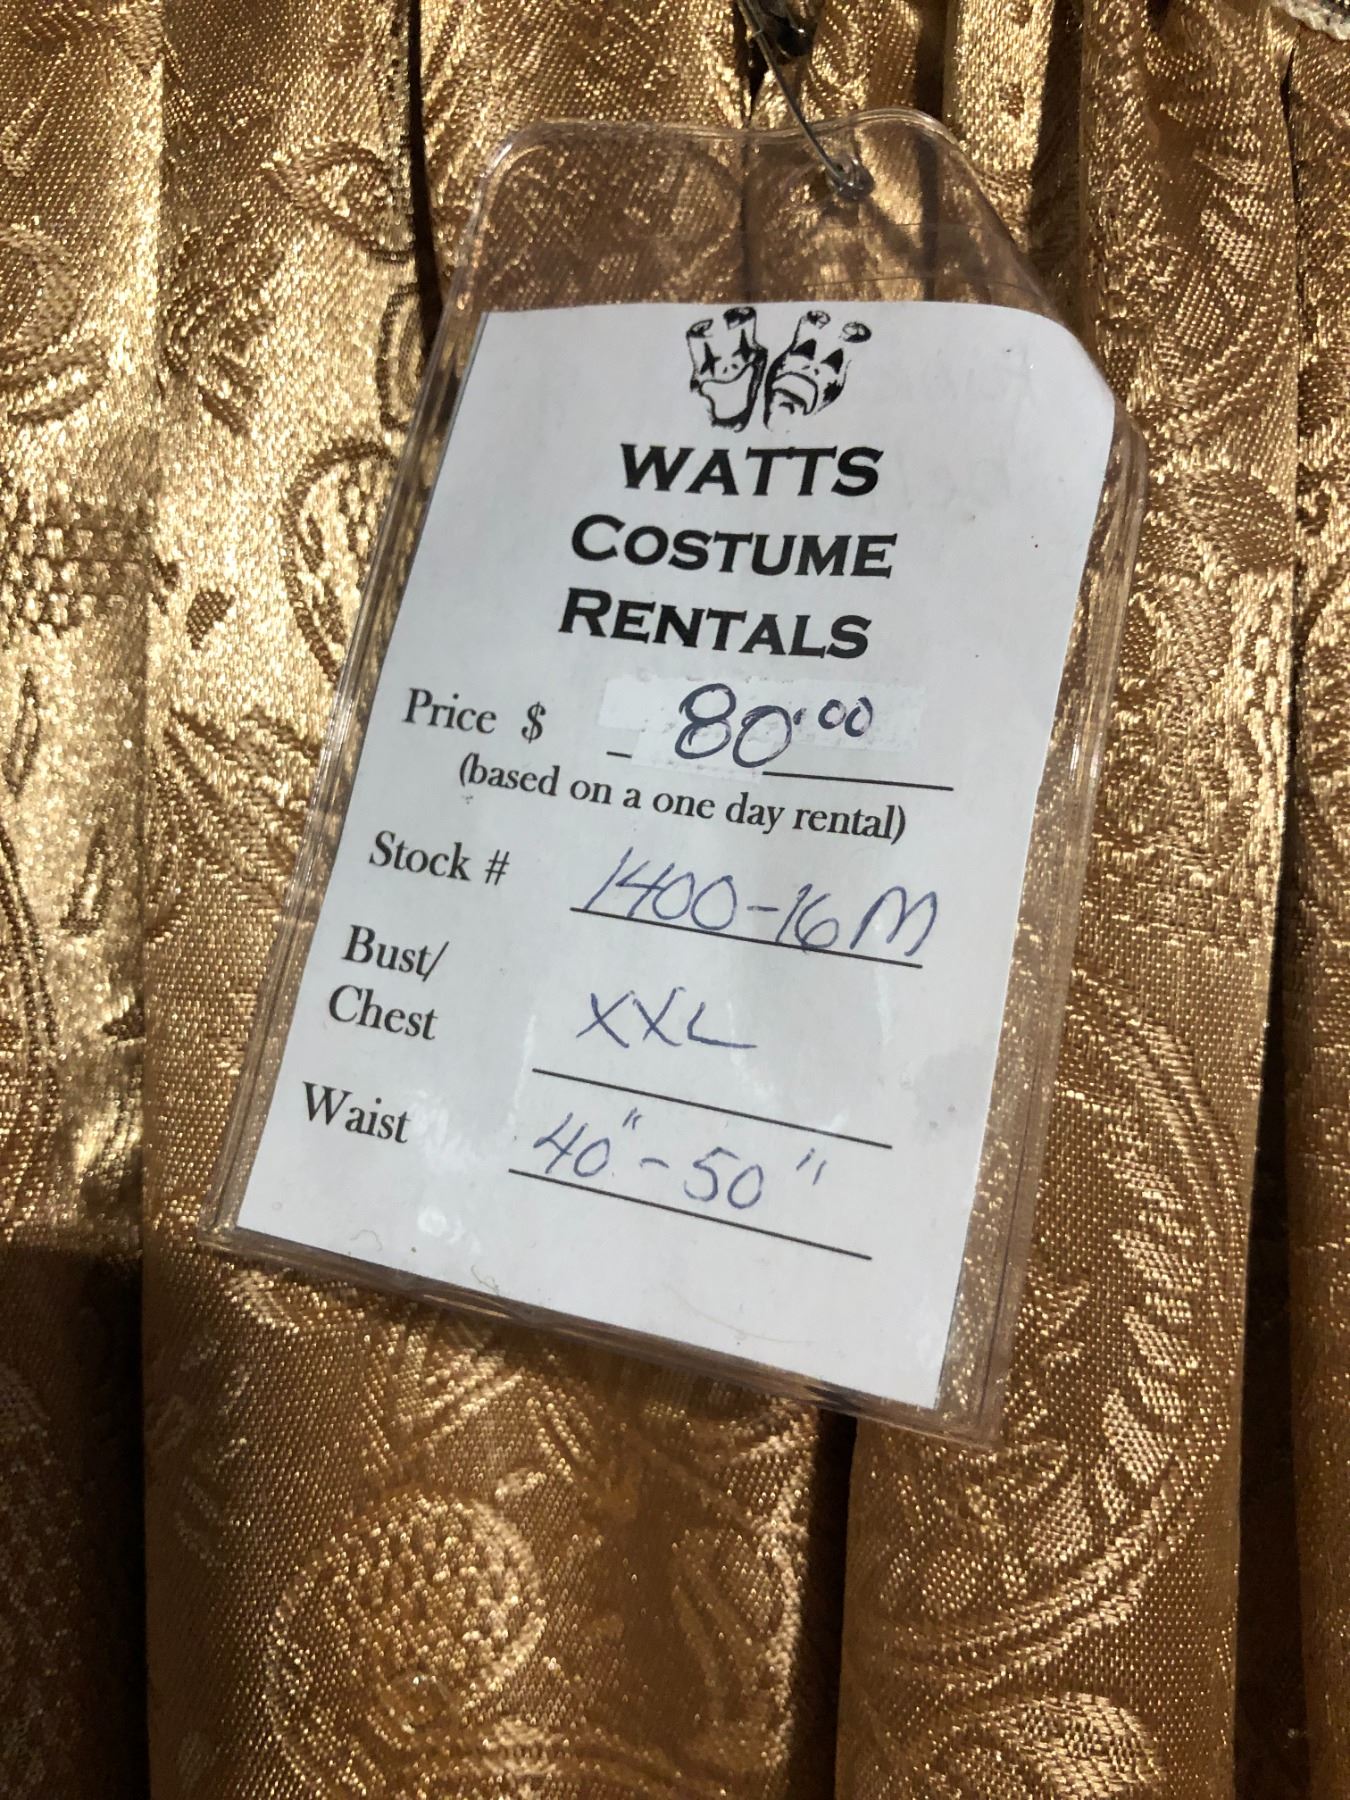 WATTS
COSTUME
RENTALS
Price $ 80.00
(based on a one day rental)
Stock # 1400-16M
Bust/
Chest XXL
Waist 40"-50"